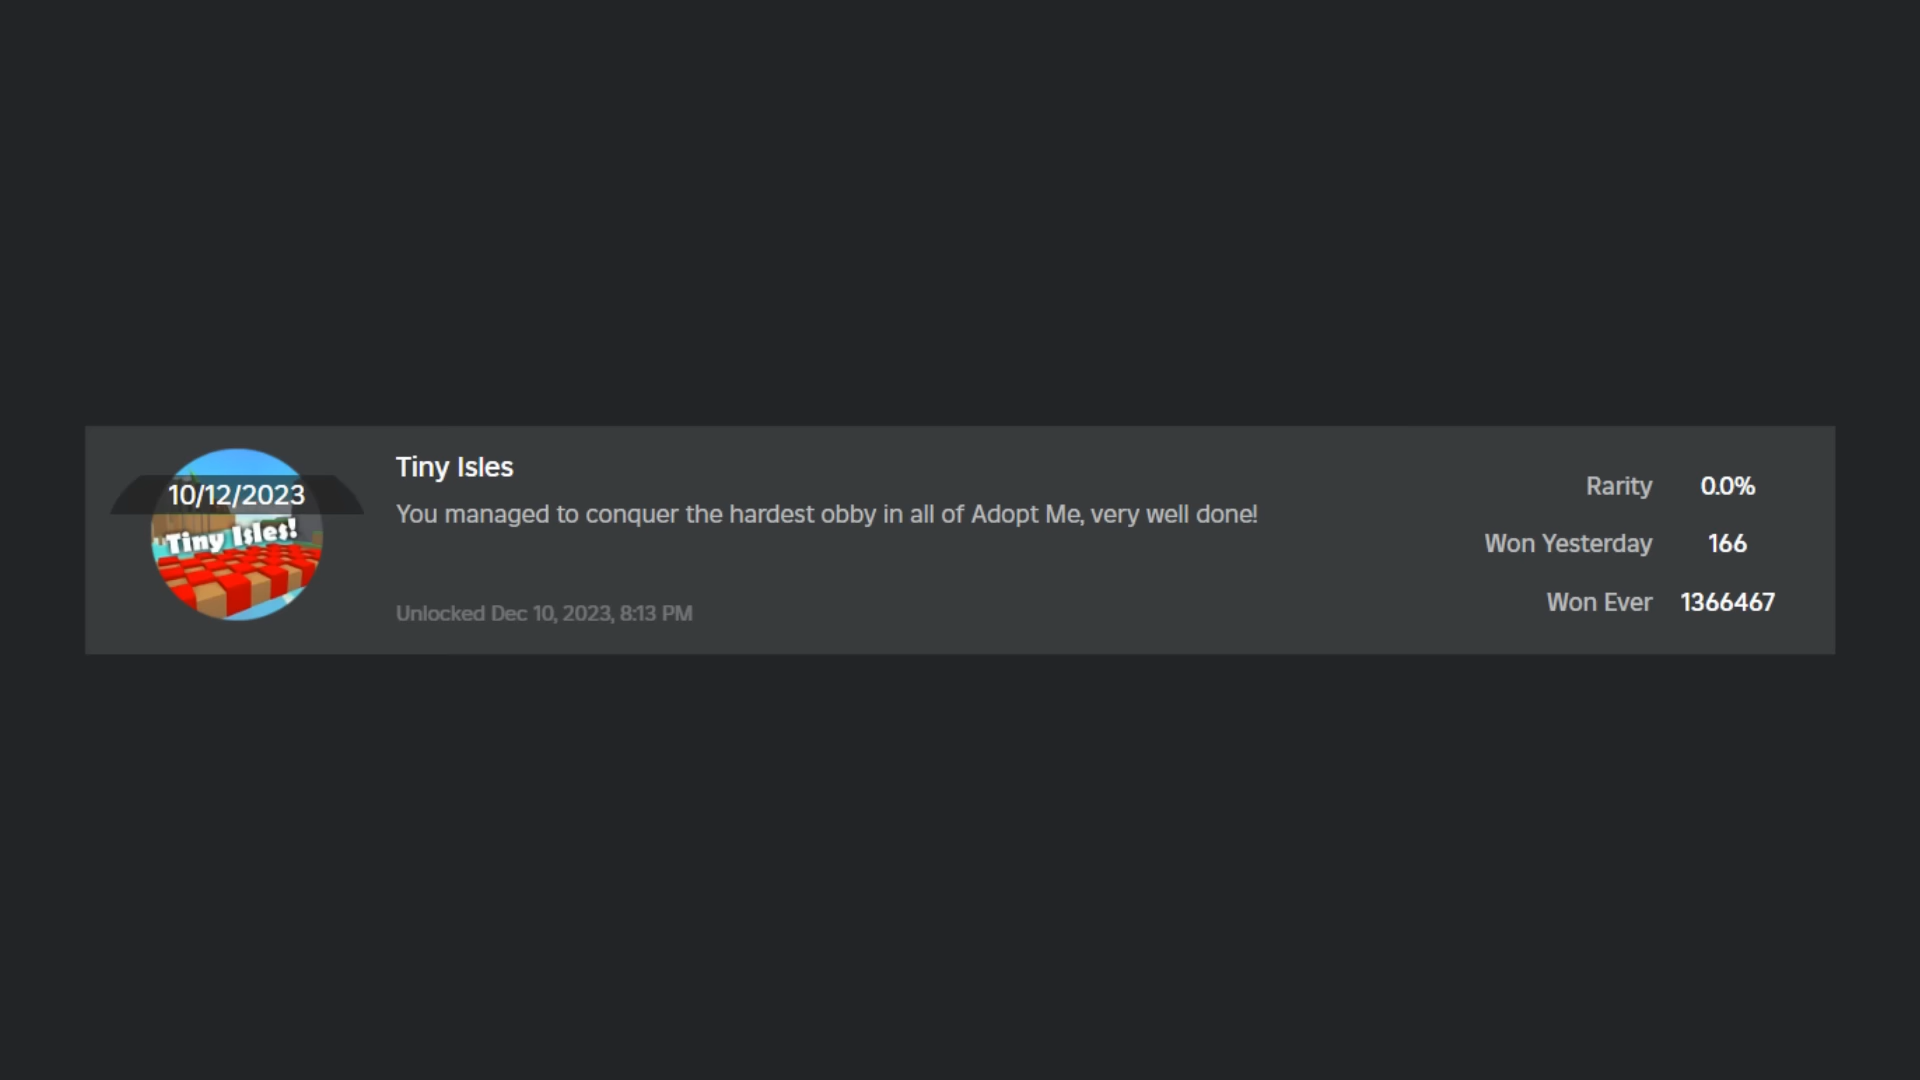 10/12/2023
Tiny Isles!
Tiny Isles
You managed to conquer the hardest obby in all of Adopt Me, very well done!
Unlocked Dec 10, 2023, 8:13 PM
Rarity 0.0%
Won Yesterday 166
Won Ever 1366467